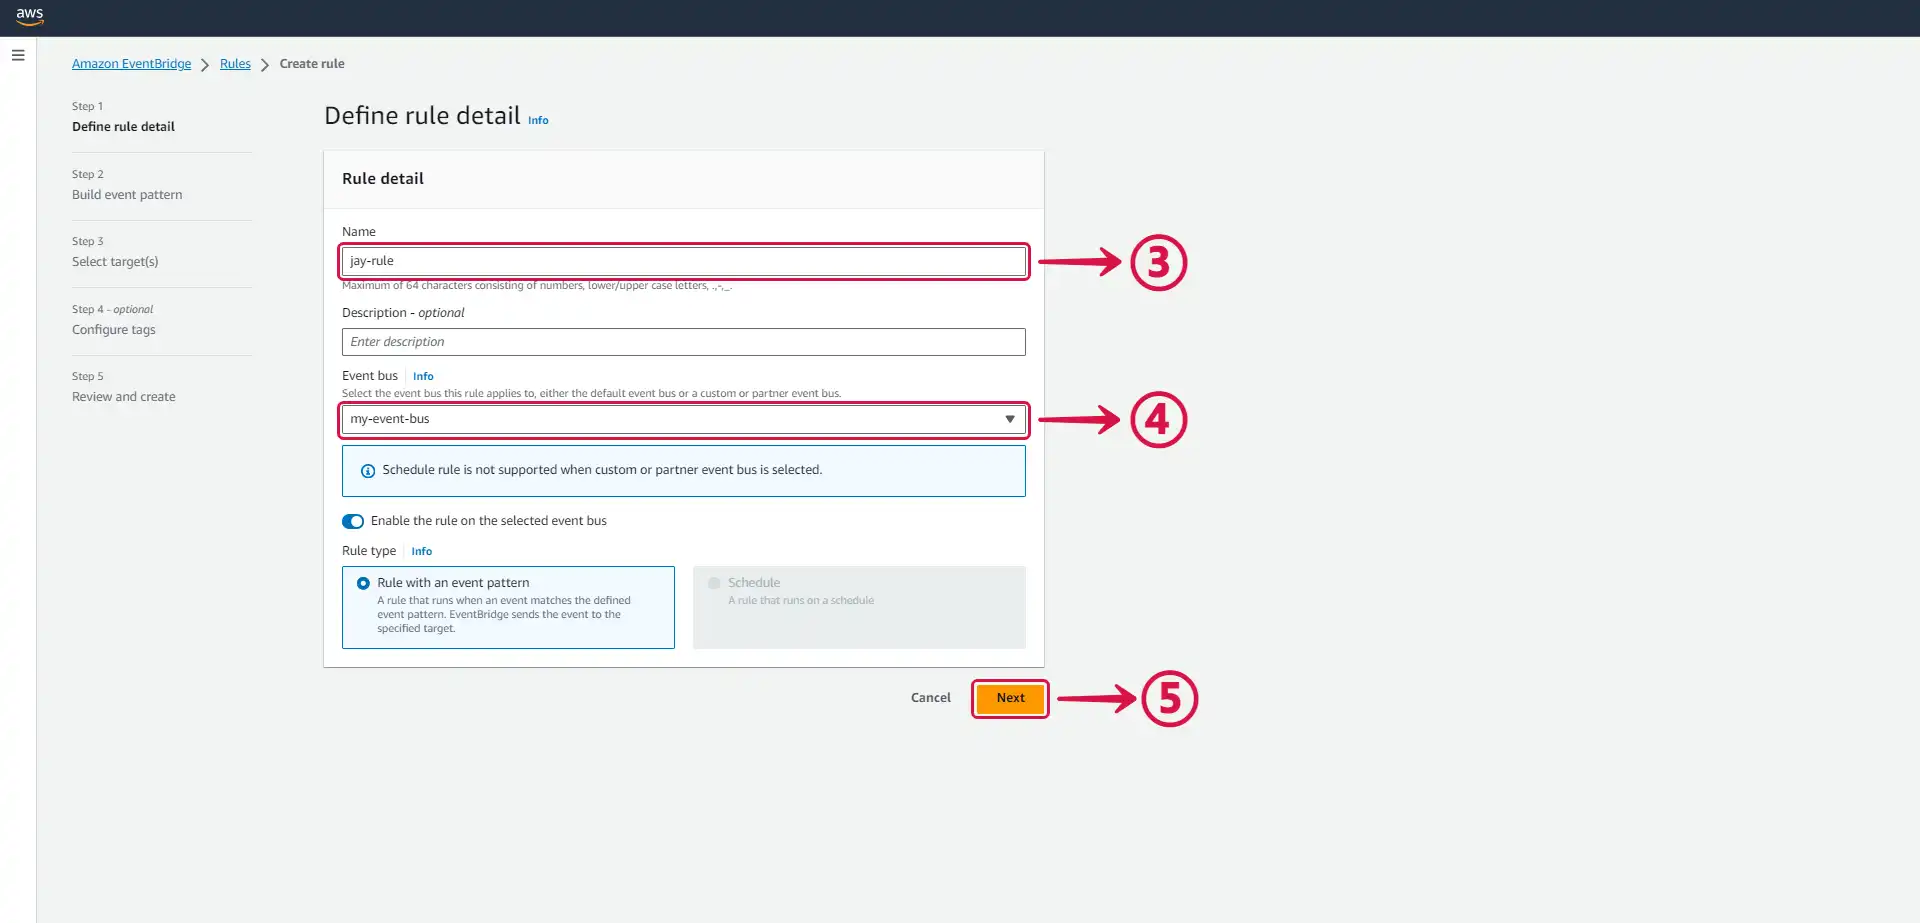 aws
Amazon EventBridge > Rules > Create rule
Step 1
Define rule detail
Step 2
Build event pattern
Step 3
Select target(s)
Step 4 - optional
Configure tags
Step 5
Review and create
Define rule detail Info
Rule detail
Name
jay-rule
3
Maximum of 64 characters consisting of numbers, lower/upper case letters, .,-,_.
Description - optional
Enter description
Event bus Info
Select the event bus this rule applies to, either the default event bus or a custom or partner event bus.
my-event-bus
4
Schedule rule is not supported when custom or partner event bus is selected.
Enable the rule on the selected event bus
Rule type Info
Rule with an event pattern
A rule that runs when an event matches the defined
event pattern. EventBridge sends the event to the
specified target.
Schedule
A rule that runs on a schedule
Cancel Next
5